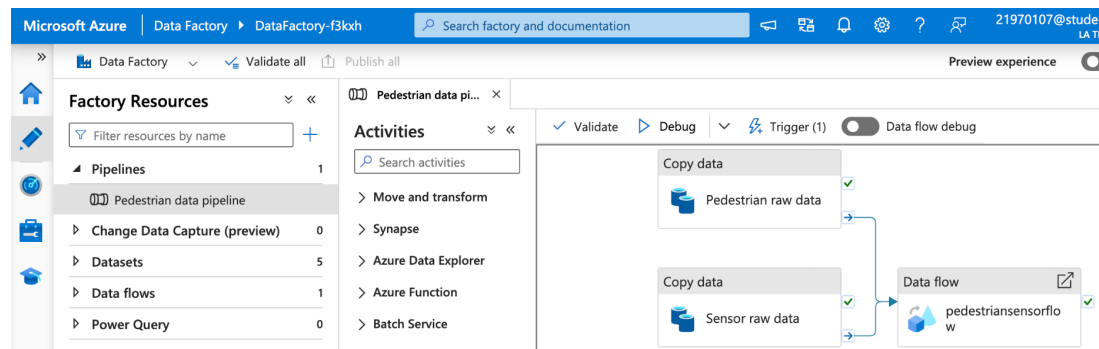 Microsoft Azure Data Factory DataFactory-f3kxh Search factory and documentation 21970107@stude
LA T
Data Factory Validate all Publish all Preview experience
Factory Resources
Filter resources by name
Pipelines 1
Pedestrian data pipeline
Change Data Capture (preview) 0
Datasets 5
Data flows 1
Power Query 0
Pedestrian data pi...
Activities
Search activities
Move and transform
Synapse
Azure Data Explorer
Azure Function
Batch Service
Validate Debug Trigger (1) Data flow debug
Copy data
Pedestrian raw data
Copy data
Sensor raw data
Data flow
pedestriansensorflo
w